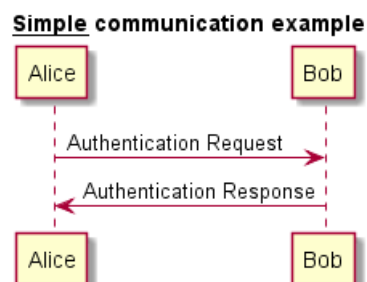 Simple communication example
Alice Bob
Authentication Request
Authentication Response
Alice Bob